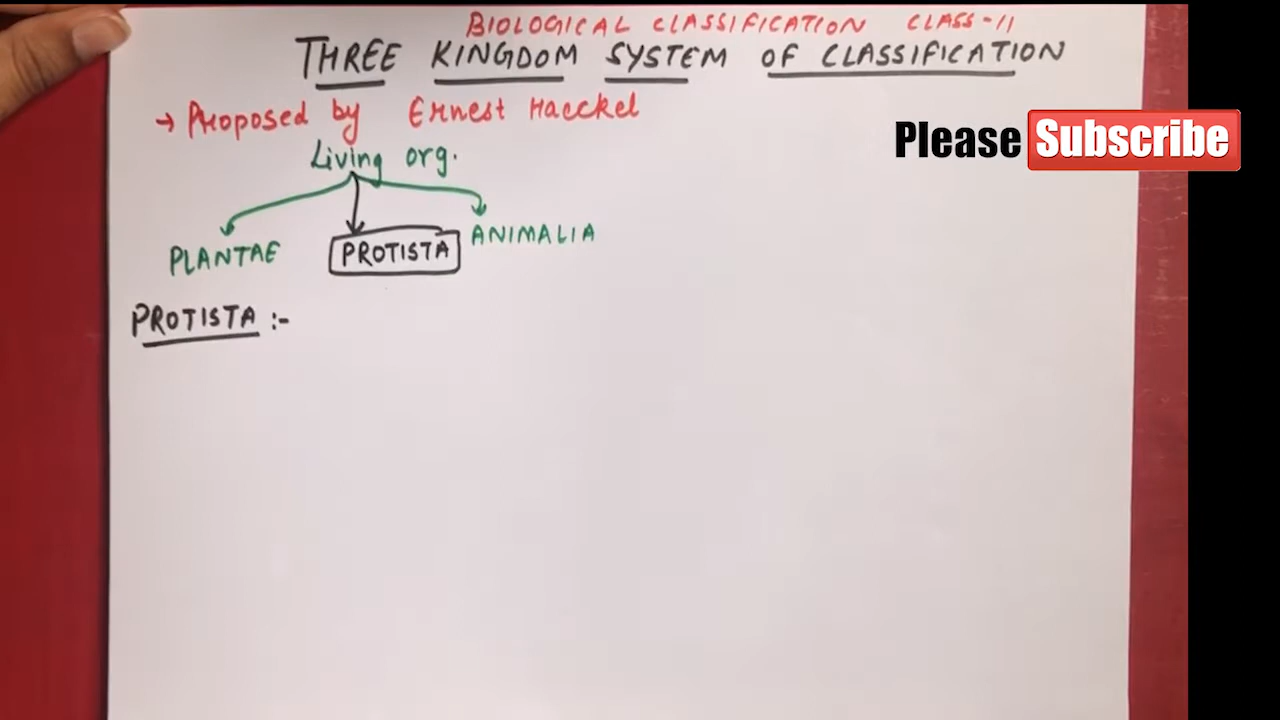 BIOLOGICAL CLASSIFICATION CLASS-11
THREE KINGDOM SYSTEM OF CLASSIFICATION
→ Proposed by Ernest Haeckel
Please Subscribe
Living org.
PLANTAE PROTISTA ANIMALIA
PROTISTA :-